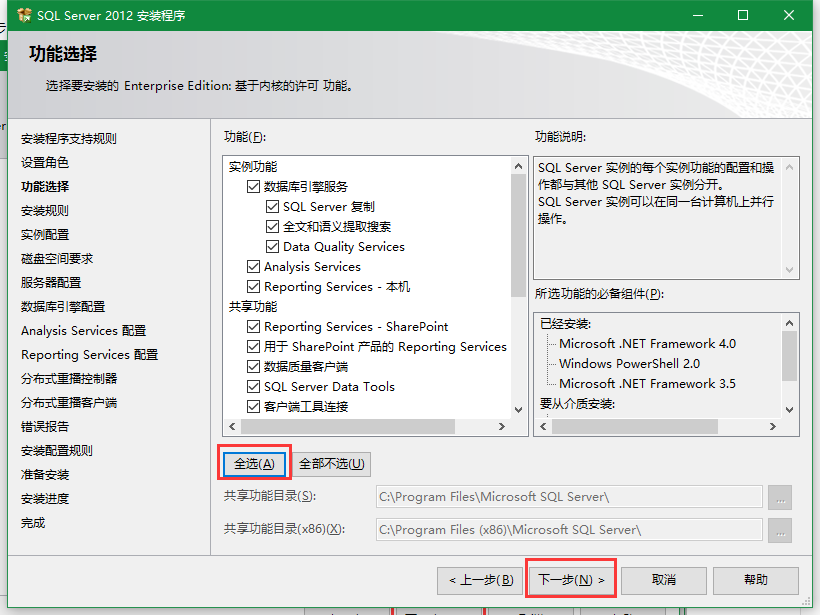 SQL Server 2012 安装程序
功能选择
选择要安装的 Enterprise Edition: 基于内核的许可 功能。
安装程序支持规则
设置角色
功能选择
安装规则
实例配置
磁盘空间要求
服务器配置
数据库引擎配置
Analysis Services 配置
Reporting Services 配置
分布式重播控制器
分布式重播客户端
错误报告
安装配置规则
准备安装
安装进度
完成
功能(F):
实例功能
数据库引擎服务
SQL Server 复制
全文和语义提取搜索
Data Quality Services
Analysis Services
Reporting Services - 本机
共享功能
Reporting Services - SharePoint
用于 SharePoint 产品的 Reporting Services
数据质量客户端
SQL Server Data Tools
客户端工具连接
功能说明:
SQL Server 实例的每个实例功能的配置和操
作都与其他 SQL Server 实例分开。
SQL Server 实例可以在同一台计算机上并行
操作。
所选功能的必备组件(P):
已经安装:
Microsoft .NET Framework 4.0
Windows PowerShell 2.0
Microsoft .NET Framework 3.5
要从介质安装:
全选(A)
全部不选(U)
共享功能目录(S):
C:\Program Files\Microsoft SQL Server\
...
共享功能目录(x86)(X):
C:\Program Files (x86)\Microsoft SQL Server\
...
< 上一步(B)
下一步(N) >
取消
帮助